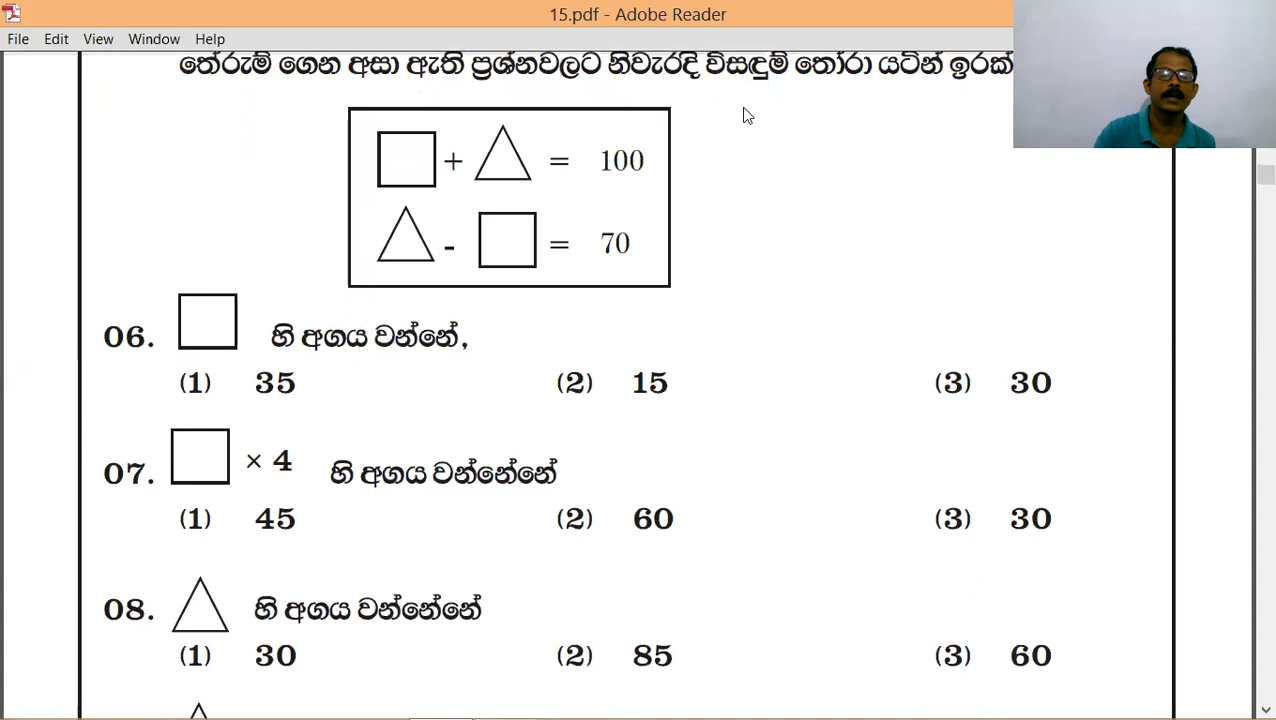 15.pdf - Adobe Reader
File Edit View Window Help
තේරුම් ගෙන අසා ඇති ප්‍රශ්නවලට නිවැරදි විසඳුම් තෝරා යටින් ඉරක්
+ = 100
- = 70
06. හි අගය වන්නේ,
(1) 35 (2) 15 (3) 30
07. × 4 හි අගය වන්නේනේ
(1) 45 (2) 60 (3) 30
08. හි අගය වන්නේනේ
(1) 30 (2) 85 (3) 60